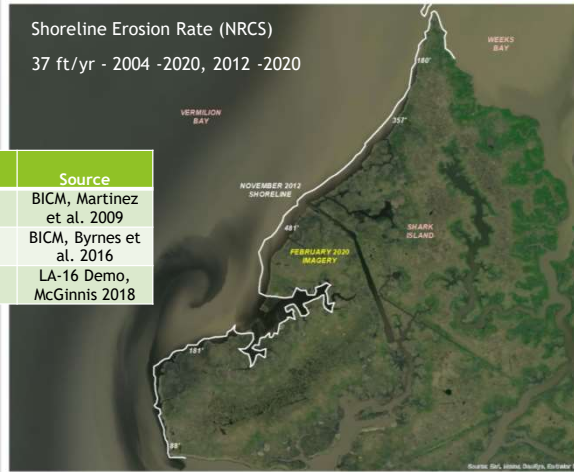 Shoreline Erosion Rate (NRCS)
37 ft/yr - 2004 -2020, 2012 -2020
WEEKS
BAY
180'
VERMILION
BAY
357'
Source
BICM, Martinez
et al. 2009
BICM, Byrnes et
al. 2016
LA-16 Demo,
McGinnis 2018
NOVEMBER 2012
SHORELINE
481'
SHARK
ISLAND
FEBRUARY 2020
IMAGERY
181'
88'
Source: Esri,